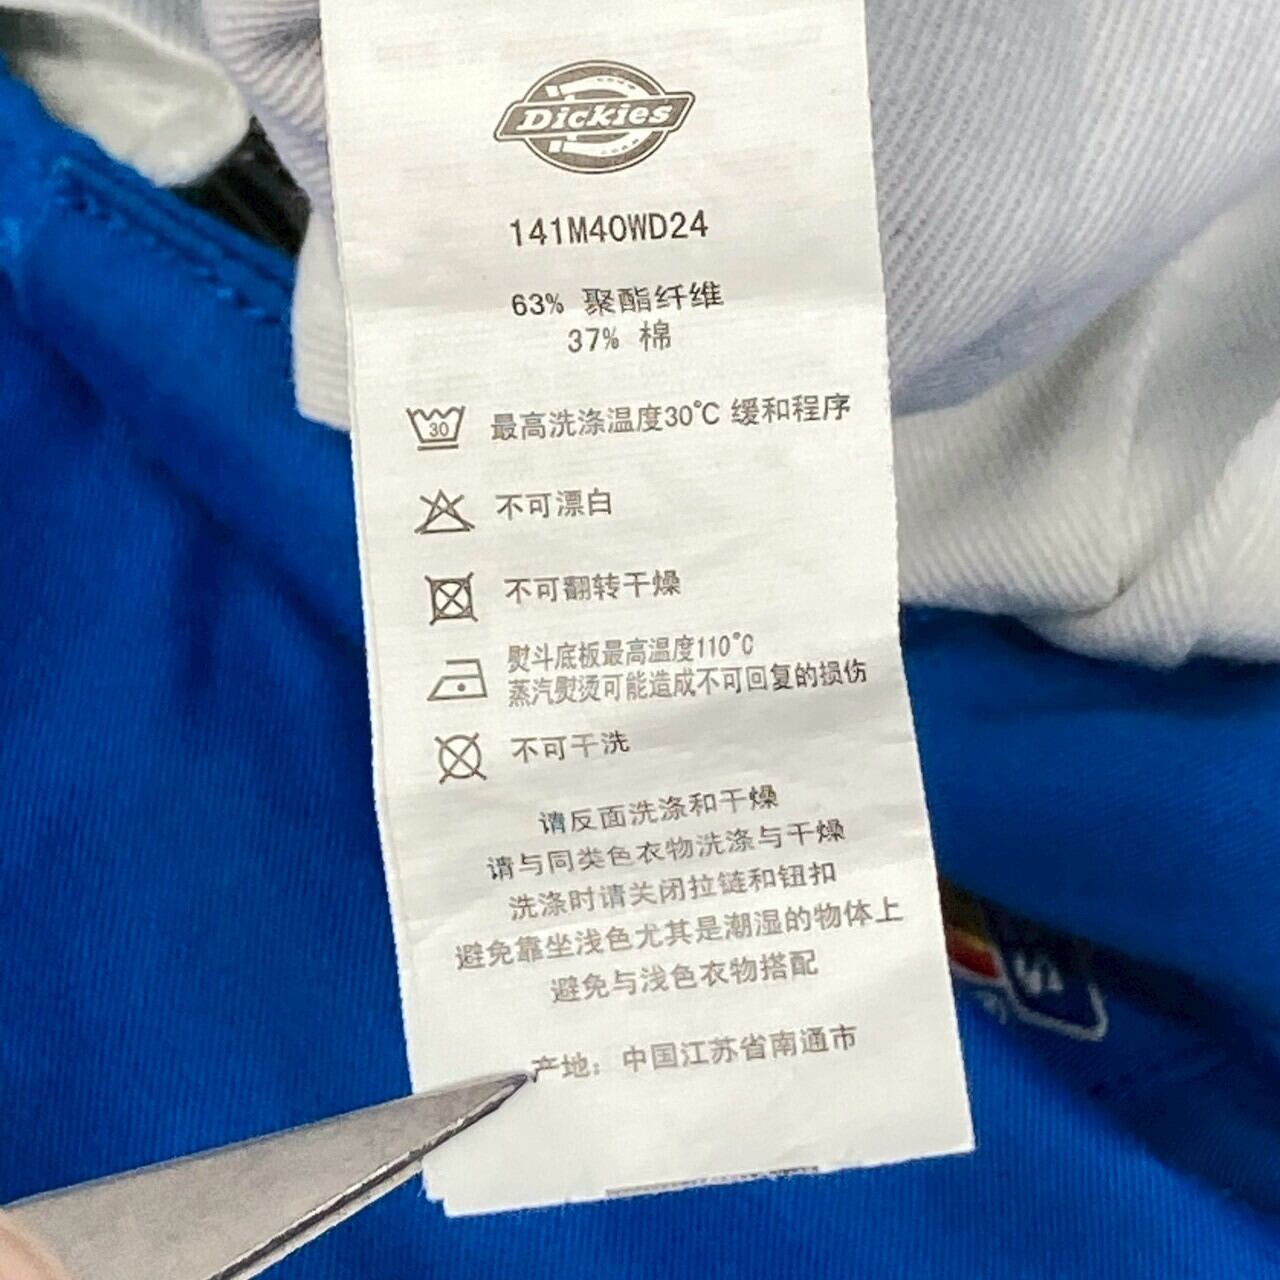 Dickies
141M40WD24
63% 聚酯纤维
37% 棉
30 最高洗涤温度30℃ 缓和程序
不可漂白
不可翻转干燥
熨斗底板最高温度110℃
蒸汽熨烫可能造成不可回复的损伤
不可干洗
请反面洗涤和干燥
请与同类色衣物洗涤与干燥
洗涤时请关闭拉链和钮扣
避免靠坐浅色尤其是潮湿的物体上
避免与浅色衣物搭配
产地：中国江苏省南通市